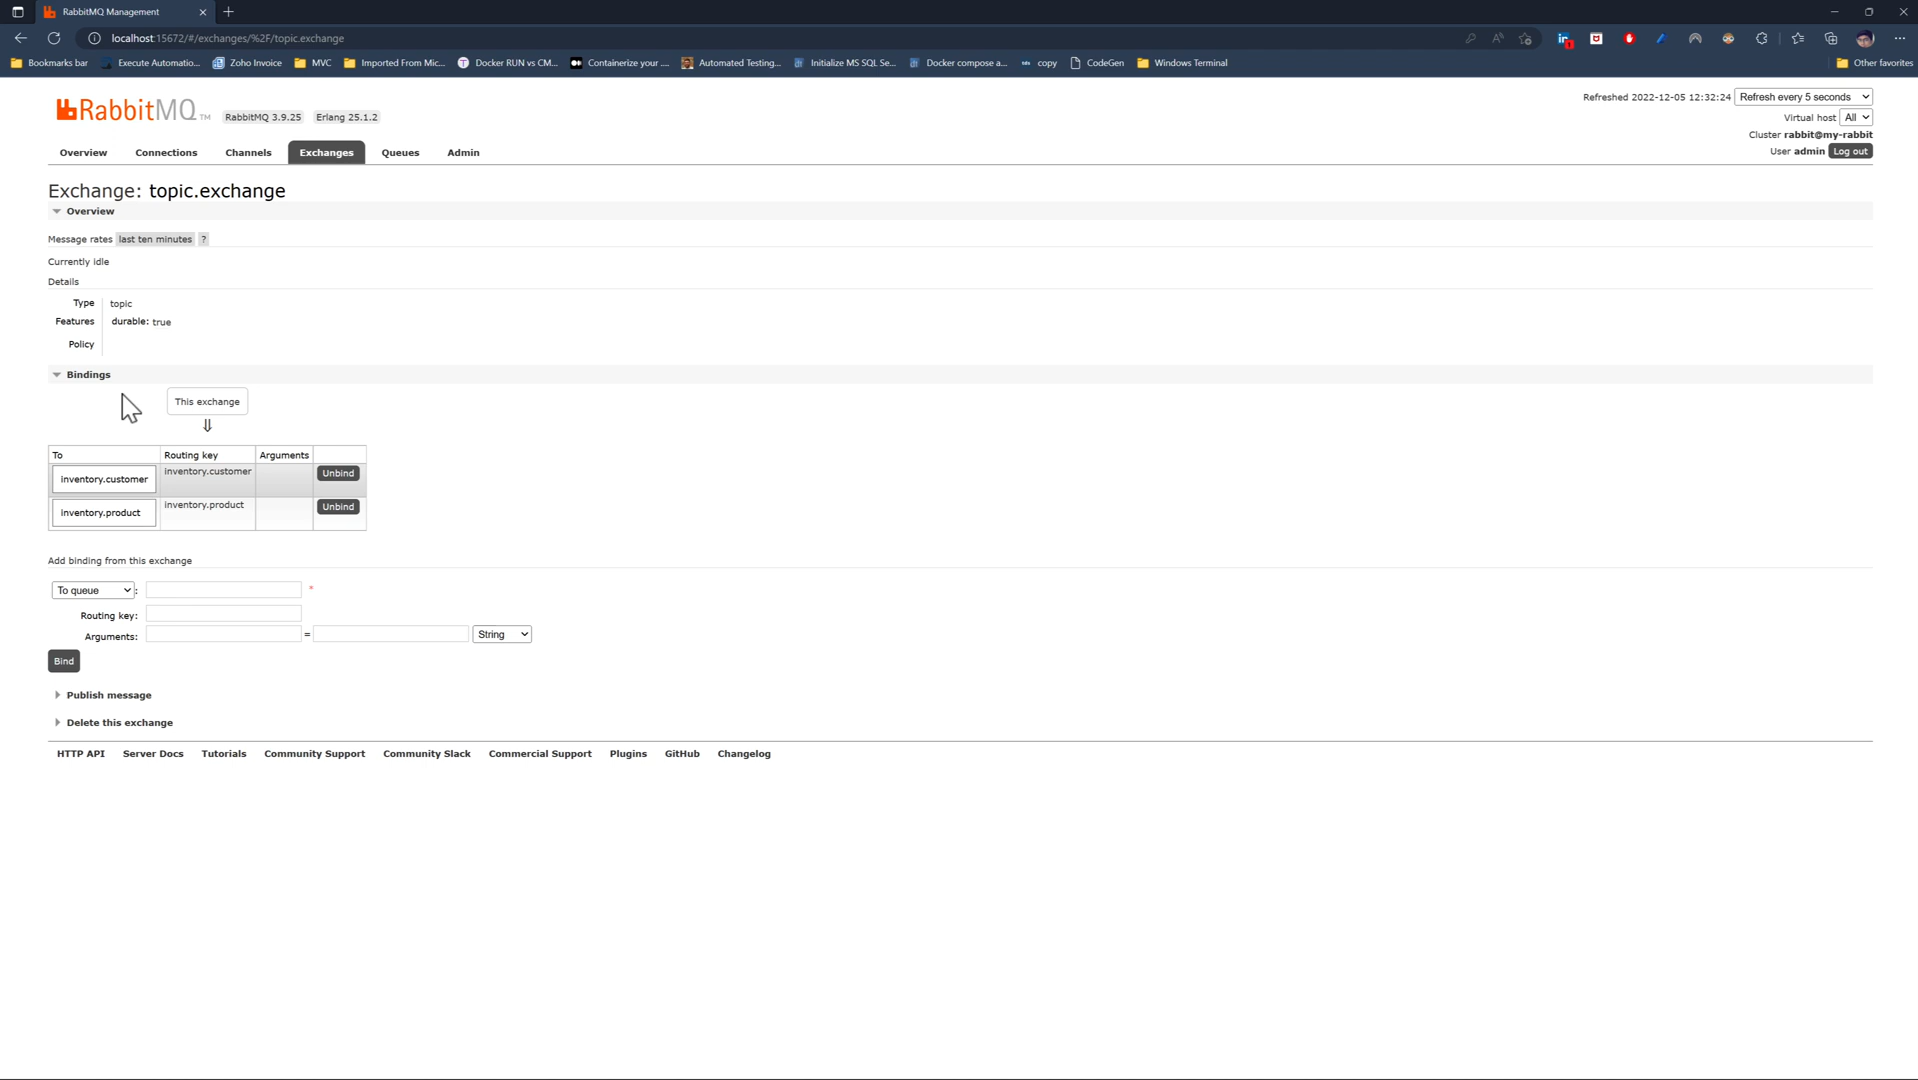 RabbitMQ Management
localhost:15672/#/exchanges/%2F/topic.exchange
Bookmarks bar Execute Automatio... Zoho Invoice MVC Imported From Mic... Docker RUN vs CM... Containerize your .... Automated Testing... Initialize MS SQL Se... Docker compose a... copy CodeGen Windows Terminal Other favorites
RabbitMQ TM RabbitMQ 3.9.25 Erlang 25.1.2
Refreshed 2022-12-05 12:32:24 Refresh every 5 seconds
Virtual host All
Cluster rabbit@my-rabbit
User admin Log out
Overview Connections Channels Exchanges Queues Admin
Exchange: topic.exchange
Overview
Message rates last ten minutes ?
Currently idle
Details
Type topic
Features durable: true
Policy
Bindings
This exchange
⇓
To Routing key Arguments
inventory.customer inventory.customer Unbind
inventory.product inventory.product Unbind
Add binding from this exchange
To queue : *
Routing key:
Arguments: = String
Bind
Publish message
Delete this exchange
HTTP API Server Docs Tutorials Community Support Community Slack Commercial Support Plugins GitHub Changelog